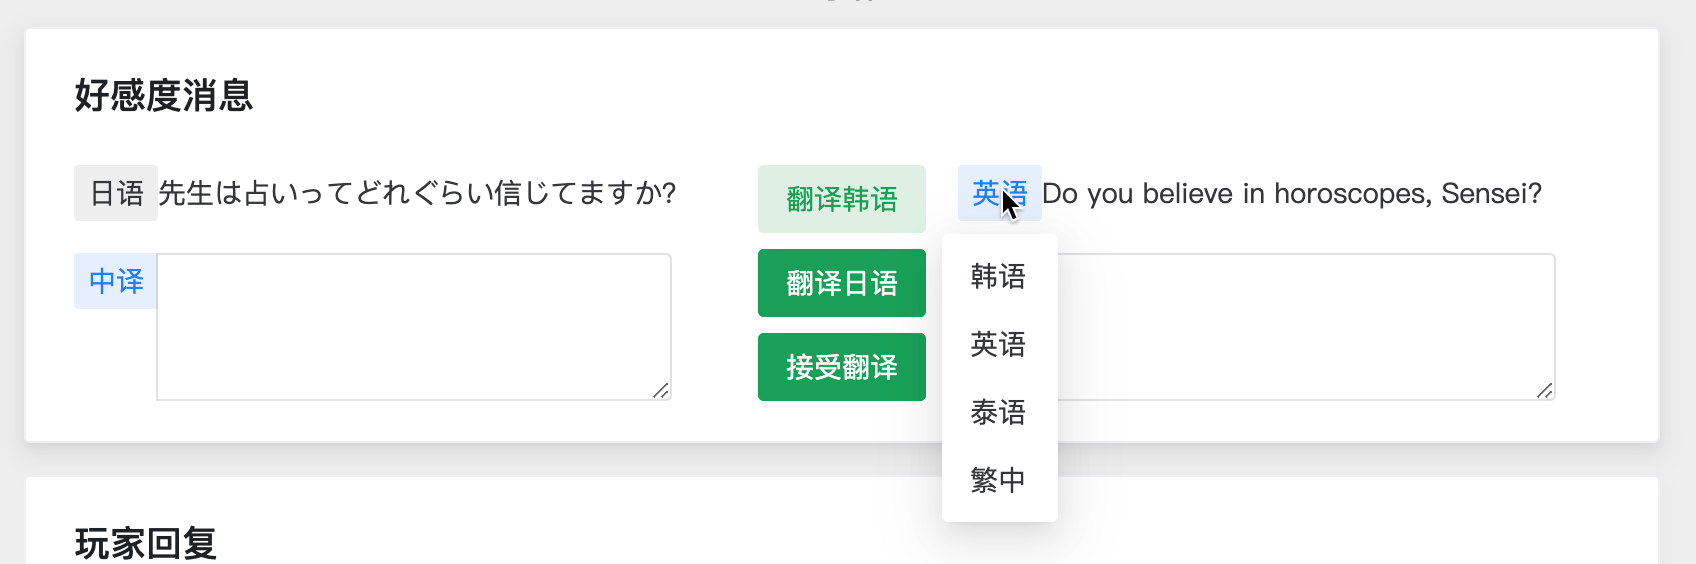 好感度消息
日语 先生は占いってどれぐらい信じてますか?
翻译韩语
英语 Do you believe in horoscopes, Sensei?
中译
翻译日语
接受翻译
韩语
英语
泰语
繁中
玩家回复